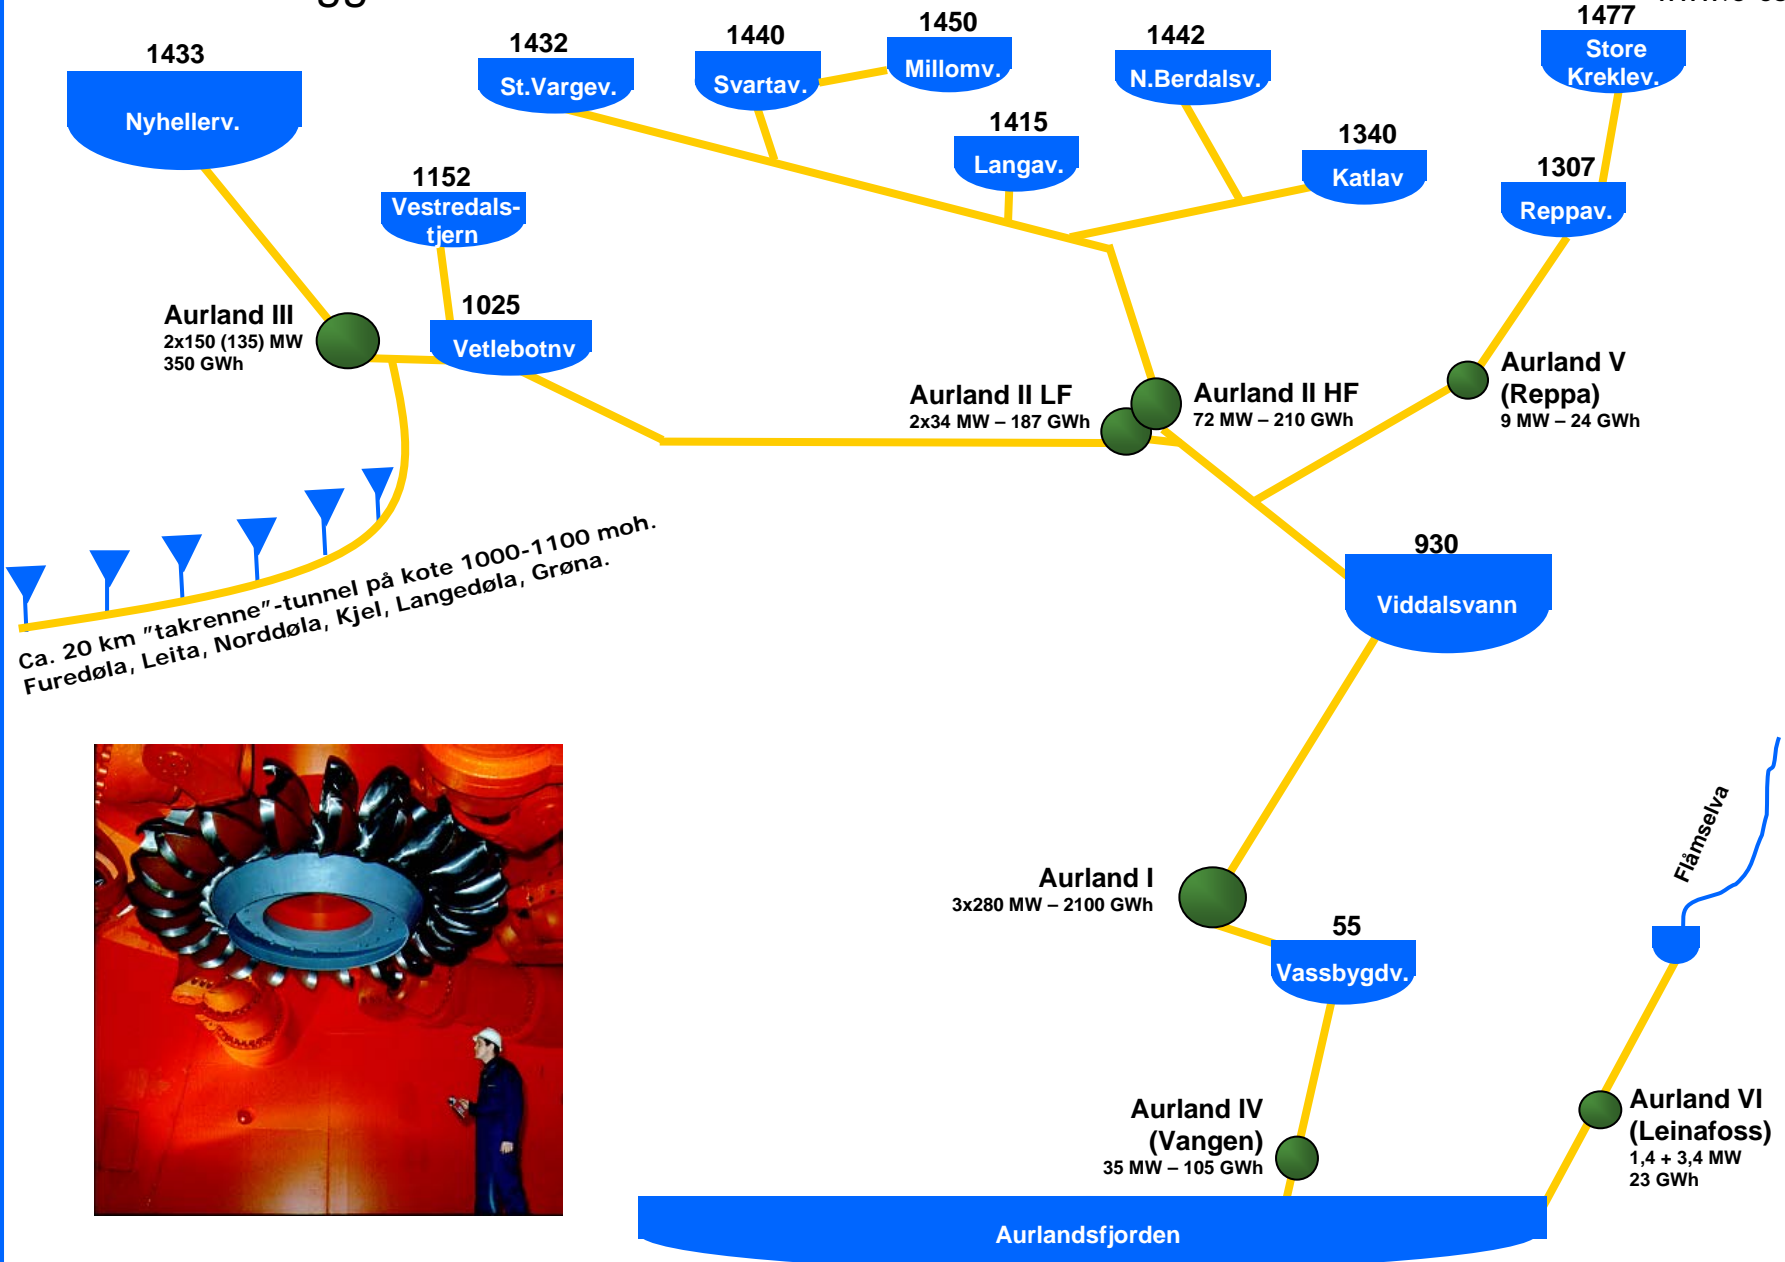 1477
1433
1432
1440
1450
1442
Store
Kreklev.
Nyhellerv.
St.Vargev.
Svartav.
Millomv.
N.Berdalsv.
1415
Langav.
1340
Katlav
1307
Reppav.
1152
Vestredals-
tjern
1025
Vetlebotnv
Aurland III
2x150 (135) MW
350 GWh
Aurland II LF
2x34 MW – 187 GWh
Aurland II HF
72 MW – 210 GWh
Aurland V
(Reppa)
9 MW – 24 GWh
Ca. 20 km ”takrenne”-tunnel på kote 1000-1100 moh.
Furedøla, Leita, Norddøla, Kjel, Langedøla, Grøna.
930
Viddalsvann
Flåmselva
Aurland I
3x280 MW – 2100 GWh
55
Vassbygdv.
Aurland IV
(Vangen)
35 MW – 105 GWh
Aurland VI
(Leinafoss)
1,4 + 3,4 MW
23 GWh
Aurlandsfjorden